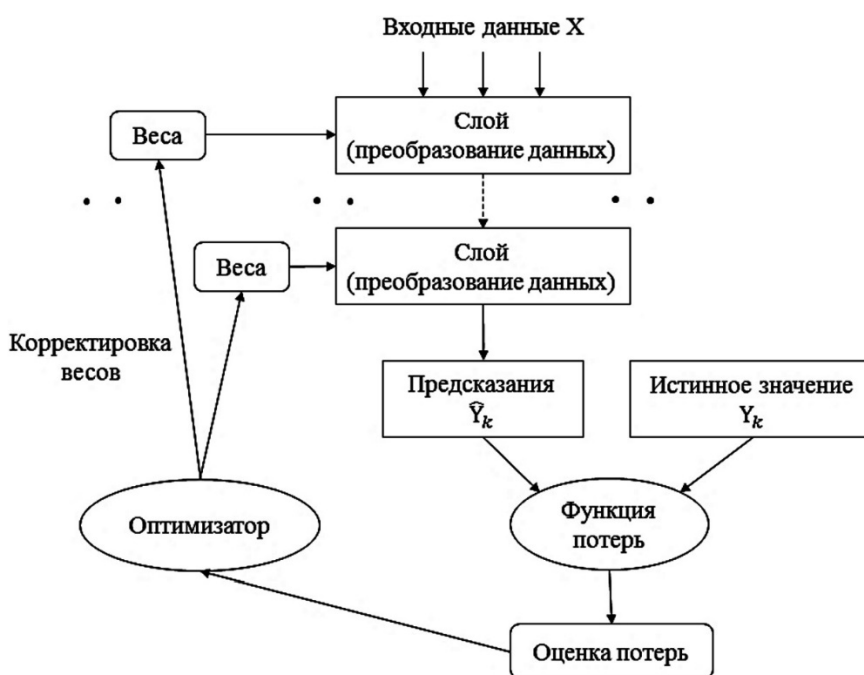 Входные данные X
Слой
(преобразование данных)
Веса
Слой
(преобразование данных)
Веса
Корректировка
весов
Предсказания
Ŷₖ
Истинное значение
Yₖ
Оптимизатор
Функция
потерь
Оценка потерь